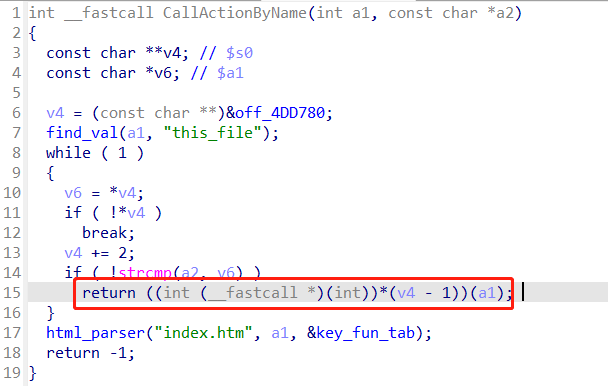 1 int __fastcall CallActionByName(int a1, const char *a2)
2 {
3 const char **v4; // $s0
4 const char *v6; // $a1
5
6 v4 = (const char **)&off_4DD780;
7 find_val(a1, "this_file");
8 while ( 1 )
9 {
10 v6 = *v4;
11 if ( !*v4 )
12 break;
13 v4 += 2;
14 if ( !strcmp(a2, v6) )
15 return ((int (__fastcall *)(int))*(v4 - 1))(a1);
16 }
17 html_parser("index.htm", a1, &key_fun_tab);
18 return -1;
19 }